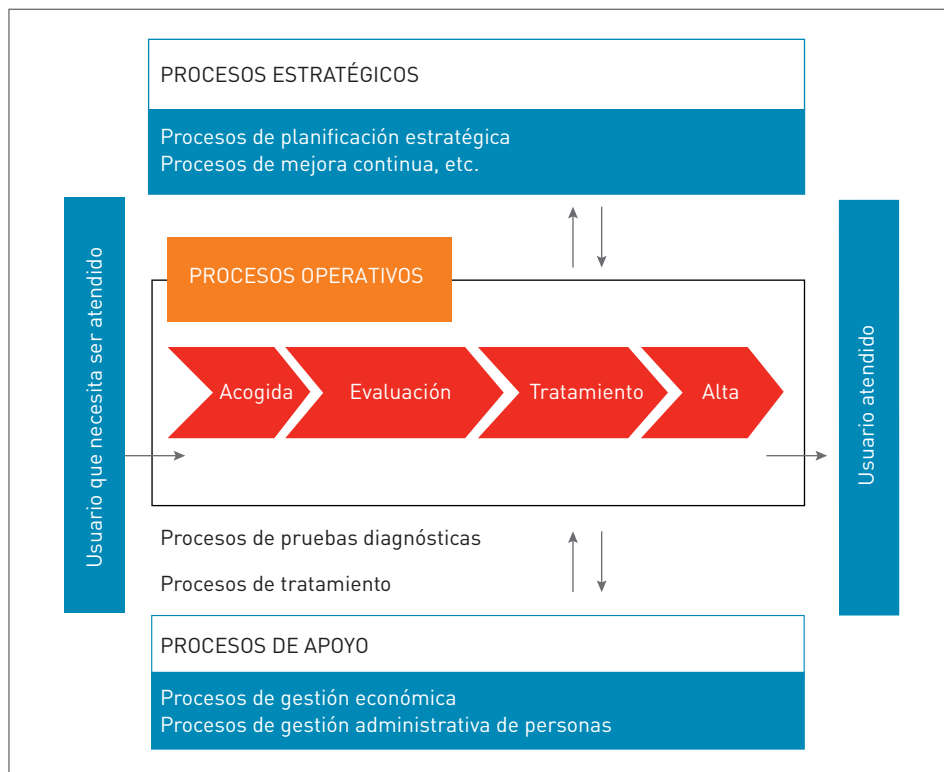 PROCESOS ESTRATÉGICOS
Procesos de planificación estratégica
Procesos de mejora continua, etc.
Usuario que necesita ser atendido
PROCESOS OPERATIVOS
Acogida
Evaluación
Tratamiento
Alta
Usuario atendido
Procesos de pruebas diagnósticas
Procesos de tratamiento
PROCESOS DE APOYO
Procesos de gestión económica
Procesos de gestión administrativa de personas